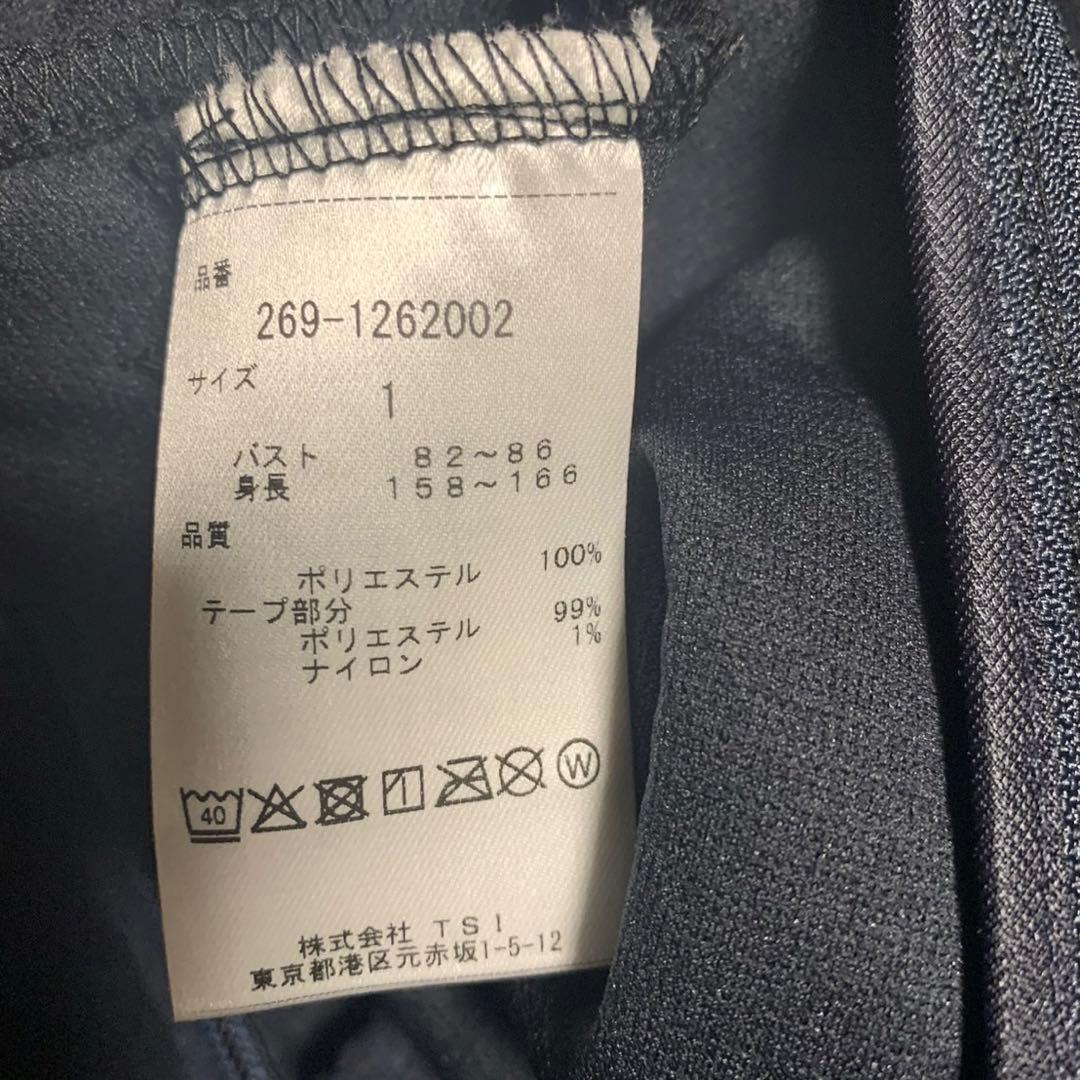 品番
269-1262002
サイズ
1
バスト 82～86
身長 158～166
品質
ポリエステル 100%
テープ部分
ポリエステル 99%
ナイロン 1%
40 W
株式会社 TSI
東京都港区元赤坂1-5-12